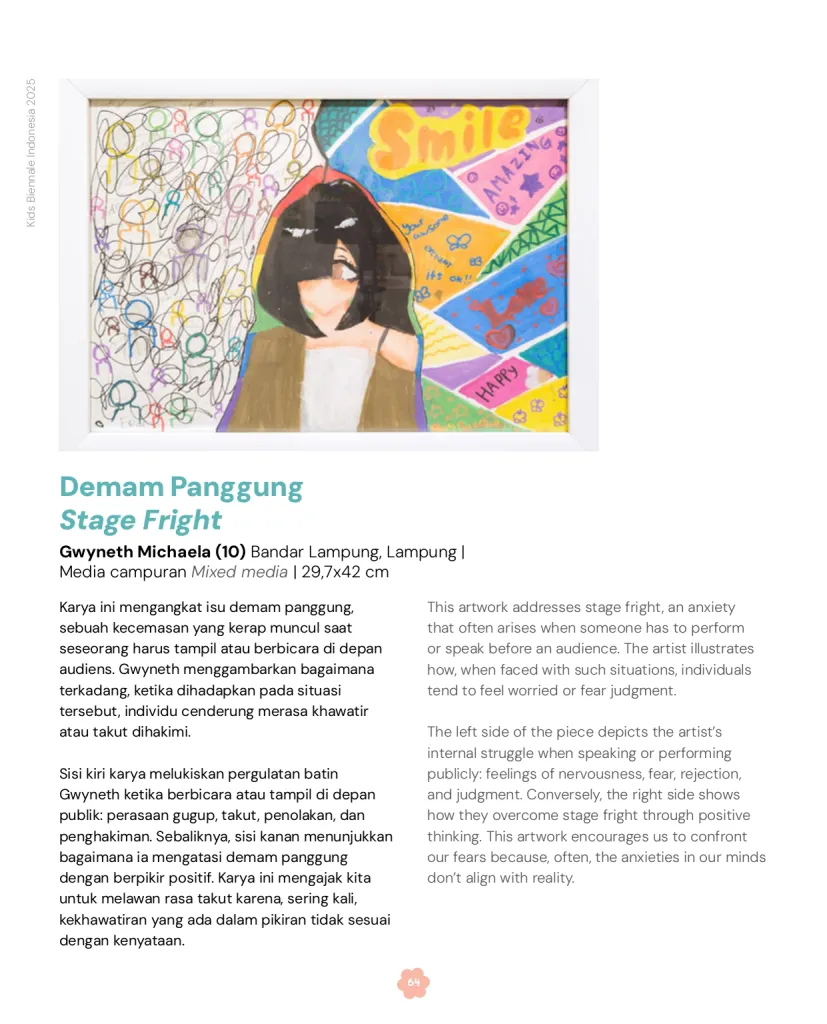 Kids Biennale Indonesia 2025
Smile
AMAZING
your
awsome
it's ok!!
Love
HAPPY
Demam Panggung
Stage Fright
Gwyneth Michaela (10) Bandar Lampung, Lampung |
Media campuran Mixed media | 29,7x42 cm
Karya ini mengangkat isu demam panggung,
sebuah kecemasan yang kerap muncul saat
seseorang harus tampil atau berbicara di depan
audiens. Gwyneth menggambarkan bagaimana
terkadang, ketika dihadapkan pada situasi
tersebut, individu cenderung merasa khawatir
atau takut dihakimi.
Sisi kiri karya melukiskan pergulatan batin
Gwyneth ketika berbicara atau tampil di depan
publik: perasaan gugup, takut, penolakan, dan
penghakiman. Sebaliknya, sisi kanan menunjukkan
bagaimana ia mengatasi demam panggung
dengan berpikir positif. Karya ini mengajak kita
untuk melawan rasa takut karena, sering kali,
kekhawatiran yang ada dalam pikiran tidak sesuai
dengan kenyataan.
This artwork addresses stage fright, an anxiety
that often arises when someone has to perform
or speak before an audience. The artist illustrates
how, when faced with such situations, individuals
tend to feel worried or fear judgment.
The left side of the piece depicts the artist's
internal struggle when speaking or performing
publicly: feelings of nervousness, fear, rejection,
and judgment. Conversely, the right side shows
how they overcome stage fright through positive
thinking. This artwork encourages us to confront
our fears because, often, the anxieties in our minds
don't align with reality.
64